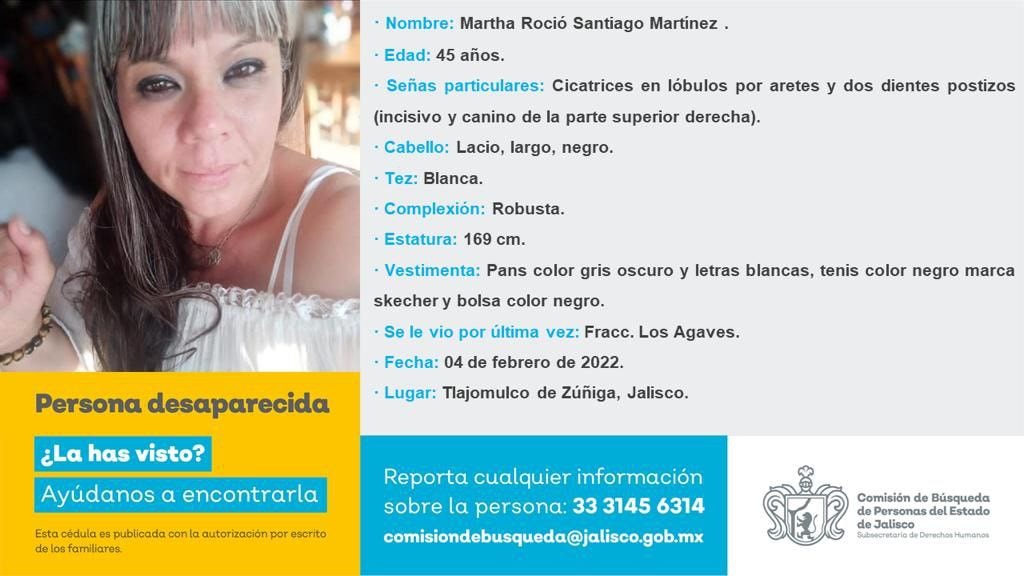 · Nombre: Martha Roció Santiago Martínez .
· Edad: 45 años.
· Señas particulares: Cicatrices en lóbulos por aretes y dos dientes postizos
(incisivo y canino de la parte superior derecha).
· Cabello: Lacio, largo, negro.
· Tez: Blanca.
· Complexión: Robusta.
· Estatura: 169 cm.
· Vestimenta: Pans color gris oscuro y letras blancas, tenis color negro marca
skecher y bolsa color negro.
· Se le vio por última vez: Fracc. Los Agaves.
· Fecha: 04 de febrero de 2022.
· Lugar: Tlajomulco de Zúñiga, Jalisco.
Persona desaparecida
¿La has visto?
Ayúdanos a encontrarla
Esta cédula es publicada con la autorización por escrito
de los familiares.
Reporta cualquier información
sobre la persona: 33 3145 6314
comisiondebusqueda@jalisco.gob.mx
Comisión de Búsqueda
de Personas del Estado
de Jalisco
Subsecretaría de Derechos Humanos